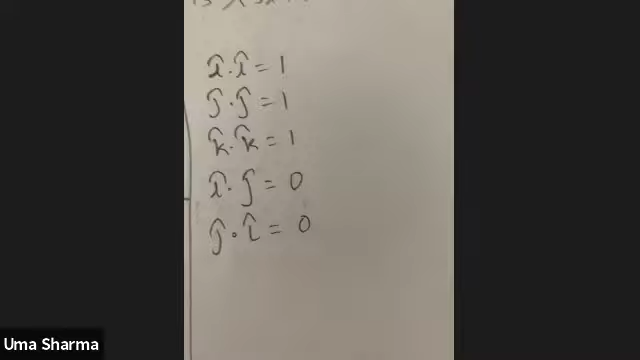 î.î = 1
ĵ.ĵ = 1
k̂.k̂ = 1
î.ĵ = 0
ĵ.î = 0
Uma Sharma